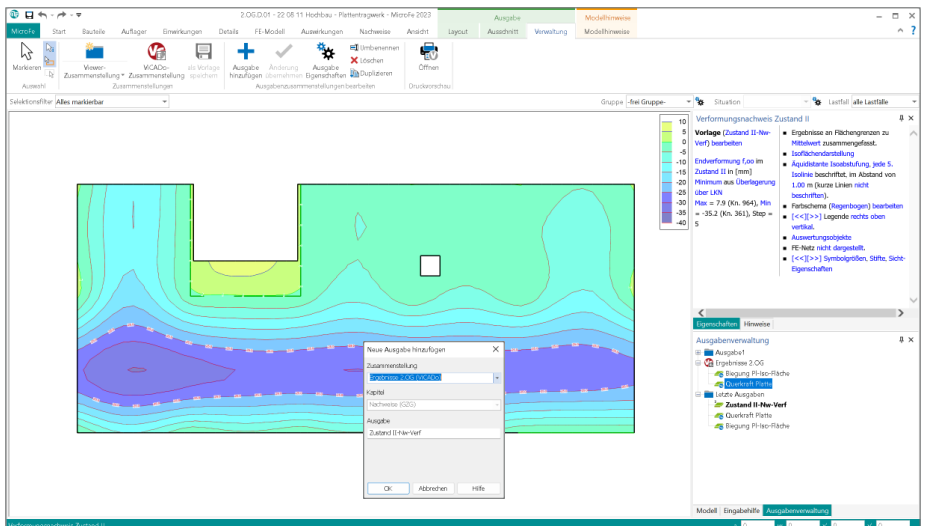 2.OG.D.01 - 22 08 11 Hochbau - Plattentragwerk - MicroFe 2023
Ausgabe
Modellhinweise
MicroFe Start Bauteile Auflager Einwirkungen Details FE-Modell Auswirkungen Nachweise Ansicht Layout Ausschnitt Verwaltung Modellhinweise
Markieren
Viewer-
Zusammenstellung
ViCADo-
Zusammenstellung
als Vorlage
speichern
Ausgabe
hinzufügen
Änderung
übernehmen
Ausgabe
Eigenschaften
Umbenennen
Löschen
Duplizieren
Öffnen
Auswahl Zusammenstellungen Ausgabenzusammenstellungen bearbeiten Druckvorschau
Selektionsfilter Alles markierbar Gruppe -frei Gruppe- Situation Lastfall alle Lastfälle
10
5
0
-5
-10
-15
-20
-25
-30
-35
-40
Verformungsnachweis Zustand II
Vorlage (Zustand II-Nw-
Verf) bearbeiten
Endverformung f,oo im
Zustand II in [mm]
Minimum aus Überlagerung
über LKN
Max = 7.9 (Kn. 964), Min
= -35.2 (Kn. 361), Step =
5
Ergebnisse an Flächengrenzen zu
Mittelwert zusammengefasst.
Isoflächendarstellung
Äquidistante Isoabstufung, jede 5.
Isolinie beschriftet, im Abstand von
1.00 m (kurze Linien nicht
beschriften).
Farbschema (Regenbogen) bearbeiten
[<<][>>] Legende rechts oben
vertikal.
Auswertungsobjekte
FE-Netz nicht dargestellt.
[<<][>>] Symbolgrößen, Stifte, Sicht-
Eigenschaften
Eigenschaften Hinweise
Ausgabenverwaltung
Ausgabe1
Ergebnisse 2.OG
Biegung Pl-Iso-Fläche
Querkraft Platte
Letzte Ausgaben
Zustand II-Nw-Verf
Querkraft Platte
Biegung Pl-Iso-Fläche
Modell Eingabehilfe Ausgabenverwaltung
Neue Ausgabe hinzufügen
Zusammenstellung
Ergebnisse 2.OG (ViCADo)
Kapitel
Nachweise (GZG)
Ausgabe
Zustand II-Nw-Verf
OK Abbrechen Hilfe
Verformungsnachweis Zustand II